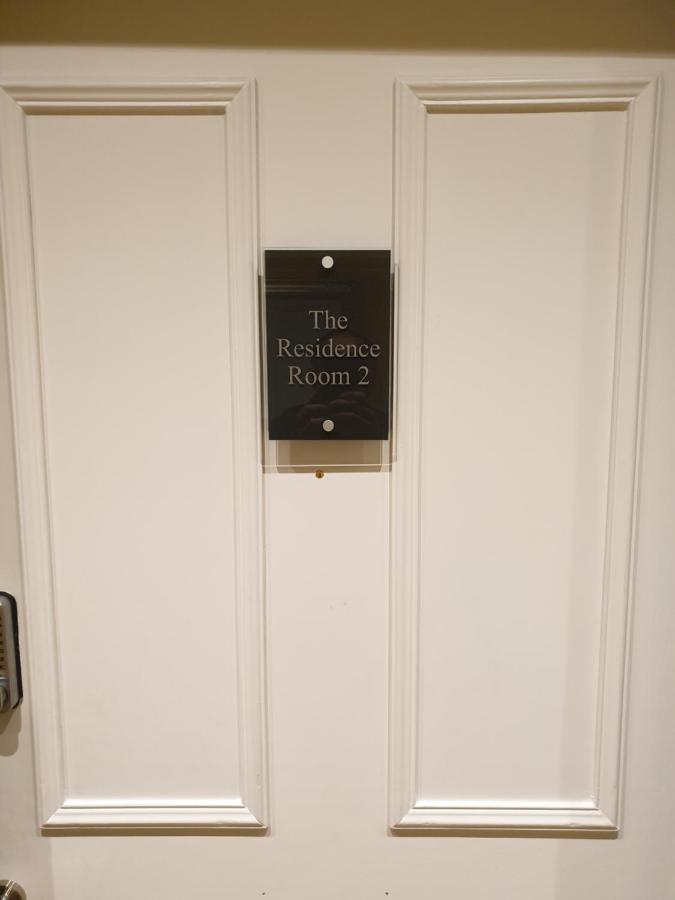 The
Residence
Room 2